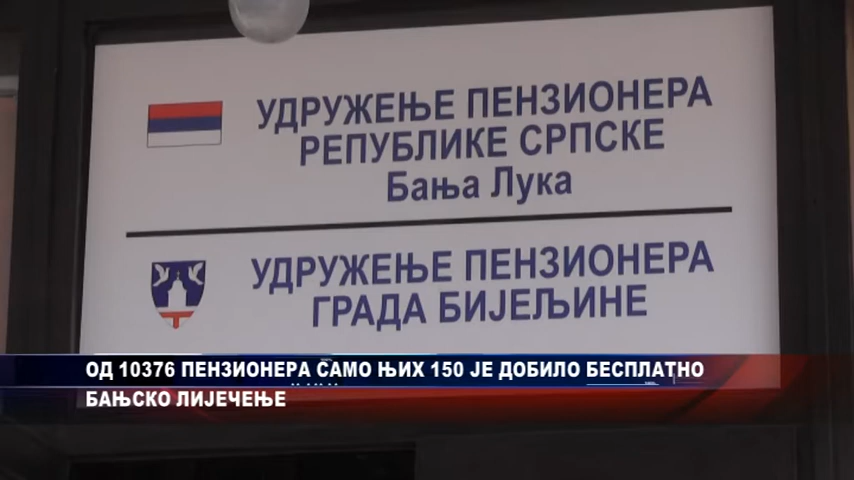 УДРУЖЕЊЕ ПЕНЗИОНЕРА
РЕПУБЛИКЕ СРПСКЕ
Бања Лука
УДРУЖЕЊЕ ПЕНЗИОНЕРА
ГРАДА БИЈЕЉИНЕ
ОД 10376 ПЕНЗИОНЕРА САМО ЊИХ 150 ЈЕ ДОБИЛО БЕСПЛАТНО
БАЊСКО ЛИЈЕЧЕЊЕ